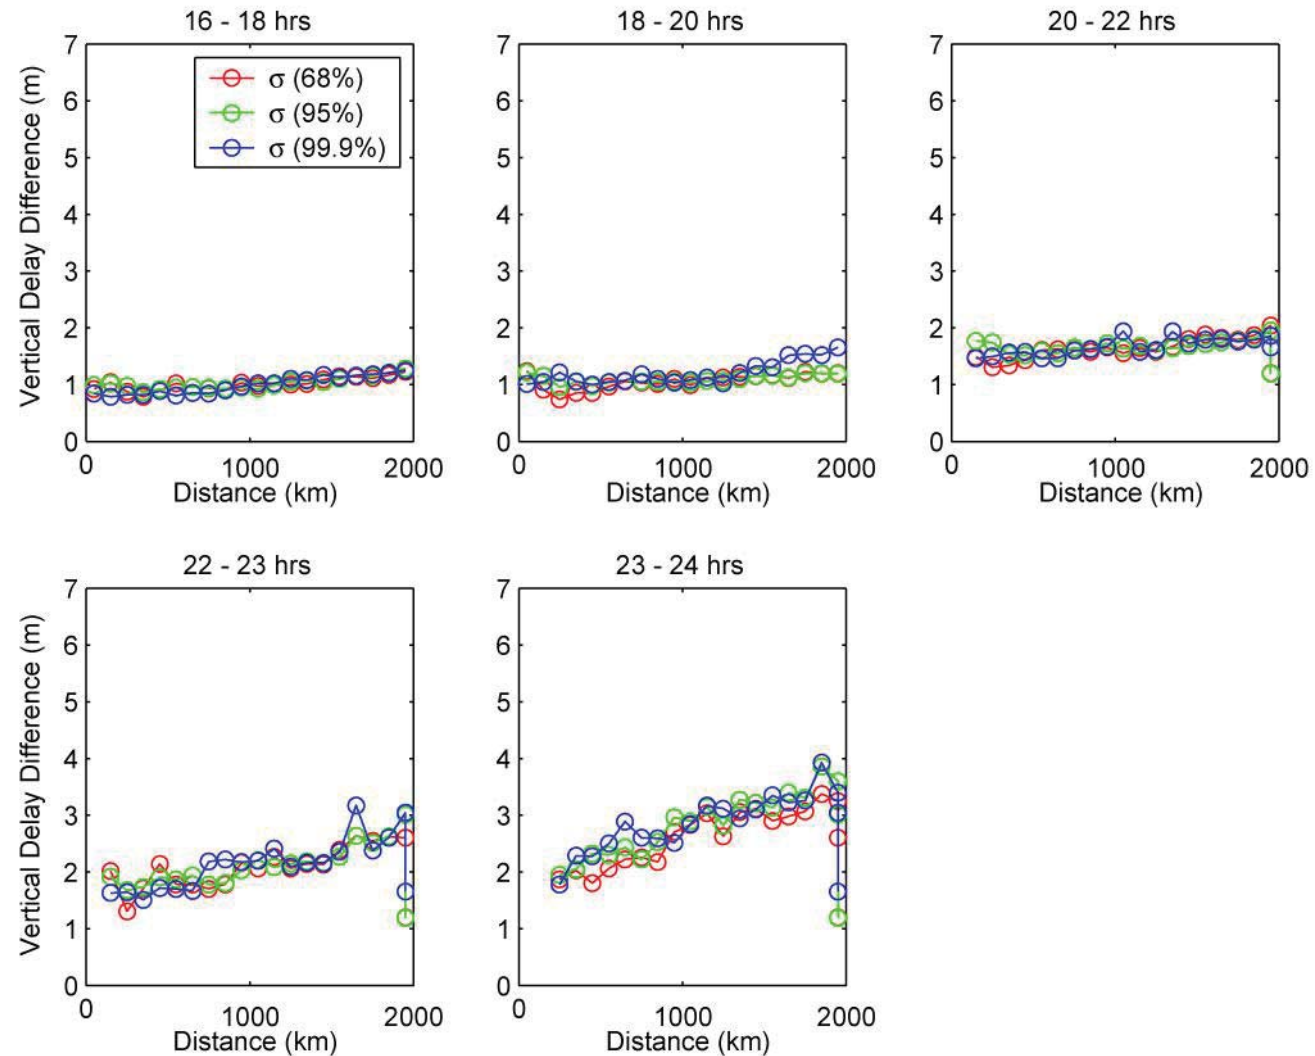 16 - 18 hrs
Vertical Delay Difference (m)
7
6
5
4
3
2
1
0
σ (68%)
σ (95%)
σ (99.9%)
0 1000 2000
Distance (km)
18 - 20 hrs
7
6
5
4
3
2
1
0
0 1000 2000
Distance (km)
20 - 22 hrs
7
6
5
4
3
2
1
0
0 1000 2000
Distance (km)
22 - 23 hrs
Vertical Delay Difference (m)
7
6
5
4
3
2
1
0
0 1000 2000
Distance (km)
23 - 24 hrs
7
6
5
4
3
2
1
0
0 1000 2000
Distance (km)